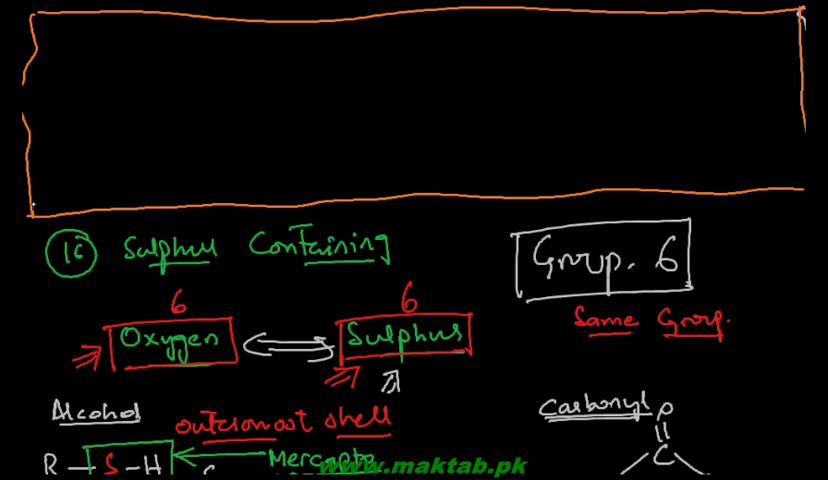 16 Sulphur Containing
Group. 6
6 6
Same Group.
Oxygen Sulphur
Alcohol
outermost shell
Carbonyl O
R - S - H
Mercapto
C
www.maktab.pk